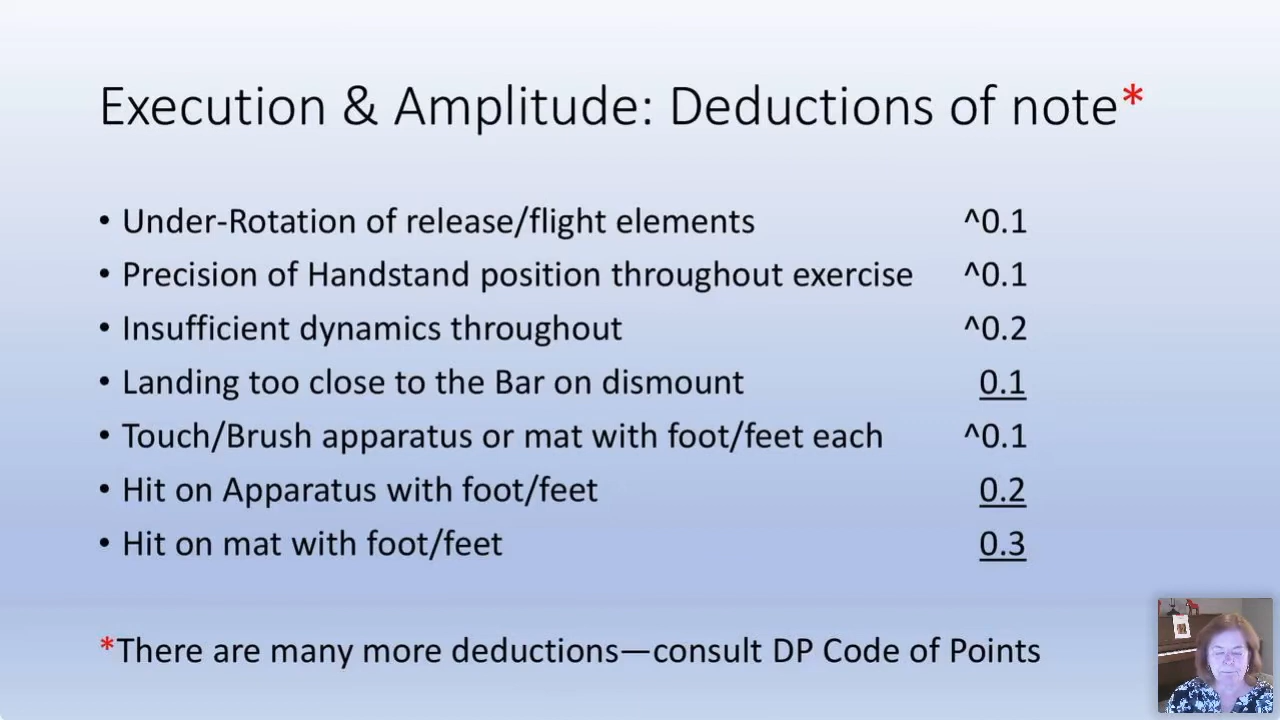 Execution & Amplitude: Deductions of note*
• Under-Rotation of release/flight elements ^0.1
• Precision of Handstand position throughout exercise ^0.1
• Insufficient dynamics throughout ^0.2
• Landing too close to the Bar on dismount 0.1
• Touch/Brush apparatus or mat with foot/feet each ^0.1
• Hit on Apparatus with foot/feet 0.2
• Hit on mat with foot/feet 0.3
*There are many more deductions—consult DP Code of Points